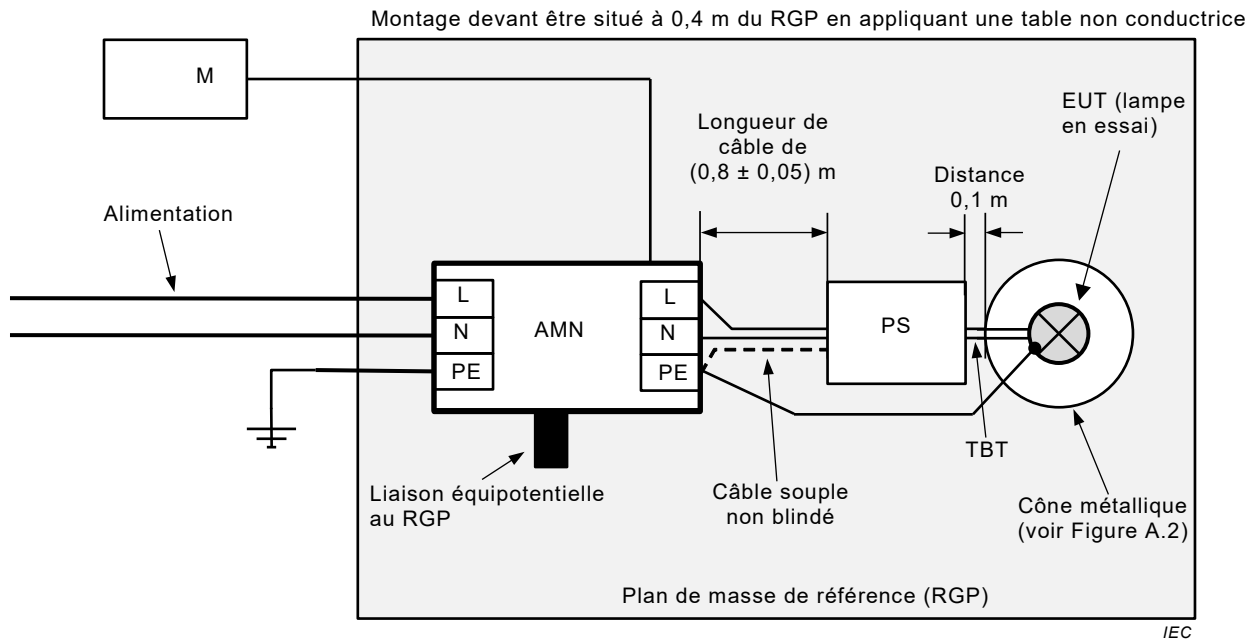 Montage devant être situé à 0,4 m du RGP en appliquant une table non conductrice
M
EUT (lampe
en essai)
Longueur de
câble de
(0,8 ± 0,05) m
Distance
0,1 m
Alimentation
L
N
PE
AMN
L
N
PE
PS
TBT
Liaison équipotentielle
au RGP
Câble souple
non blindé
Cône métallique
(voir Figure A.2)
Plan de masse de référence (RGP)
IEC